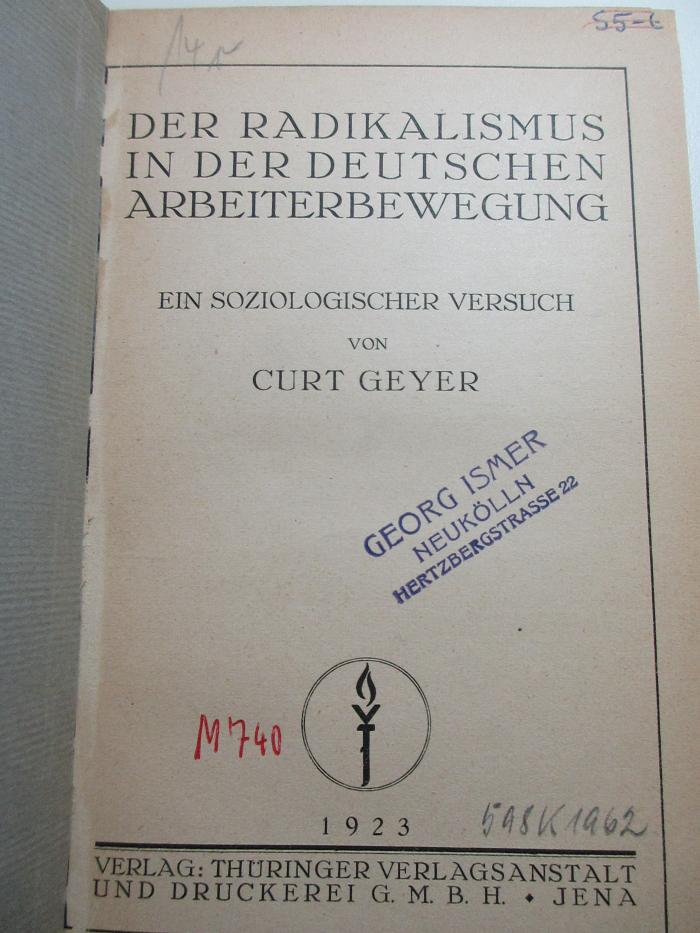 55-6
DER RADIKALISMUS
IN DER DEUTSCHEN
ARBEITERBEWEGUNG
EIN SOZIOLOGISCHER VERSUCH
VON
CURT GEYER
GEORG ISMER
NEUKÖLLN
HERTZBERGSTRASSE 22
M 740
1923
598K1962
VERLAG: THÜRINGER VERLAGSANSTALT
UND DRUCKEREI G. M. B. H. ♦ JENA